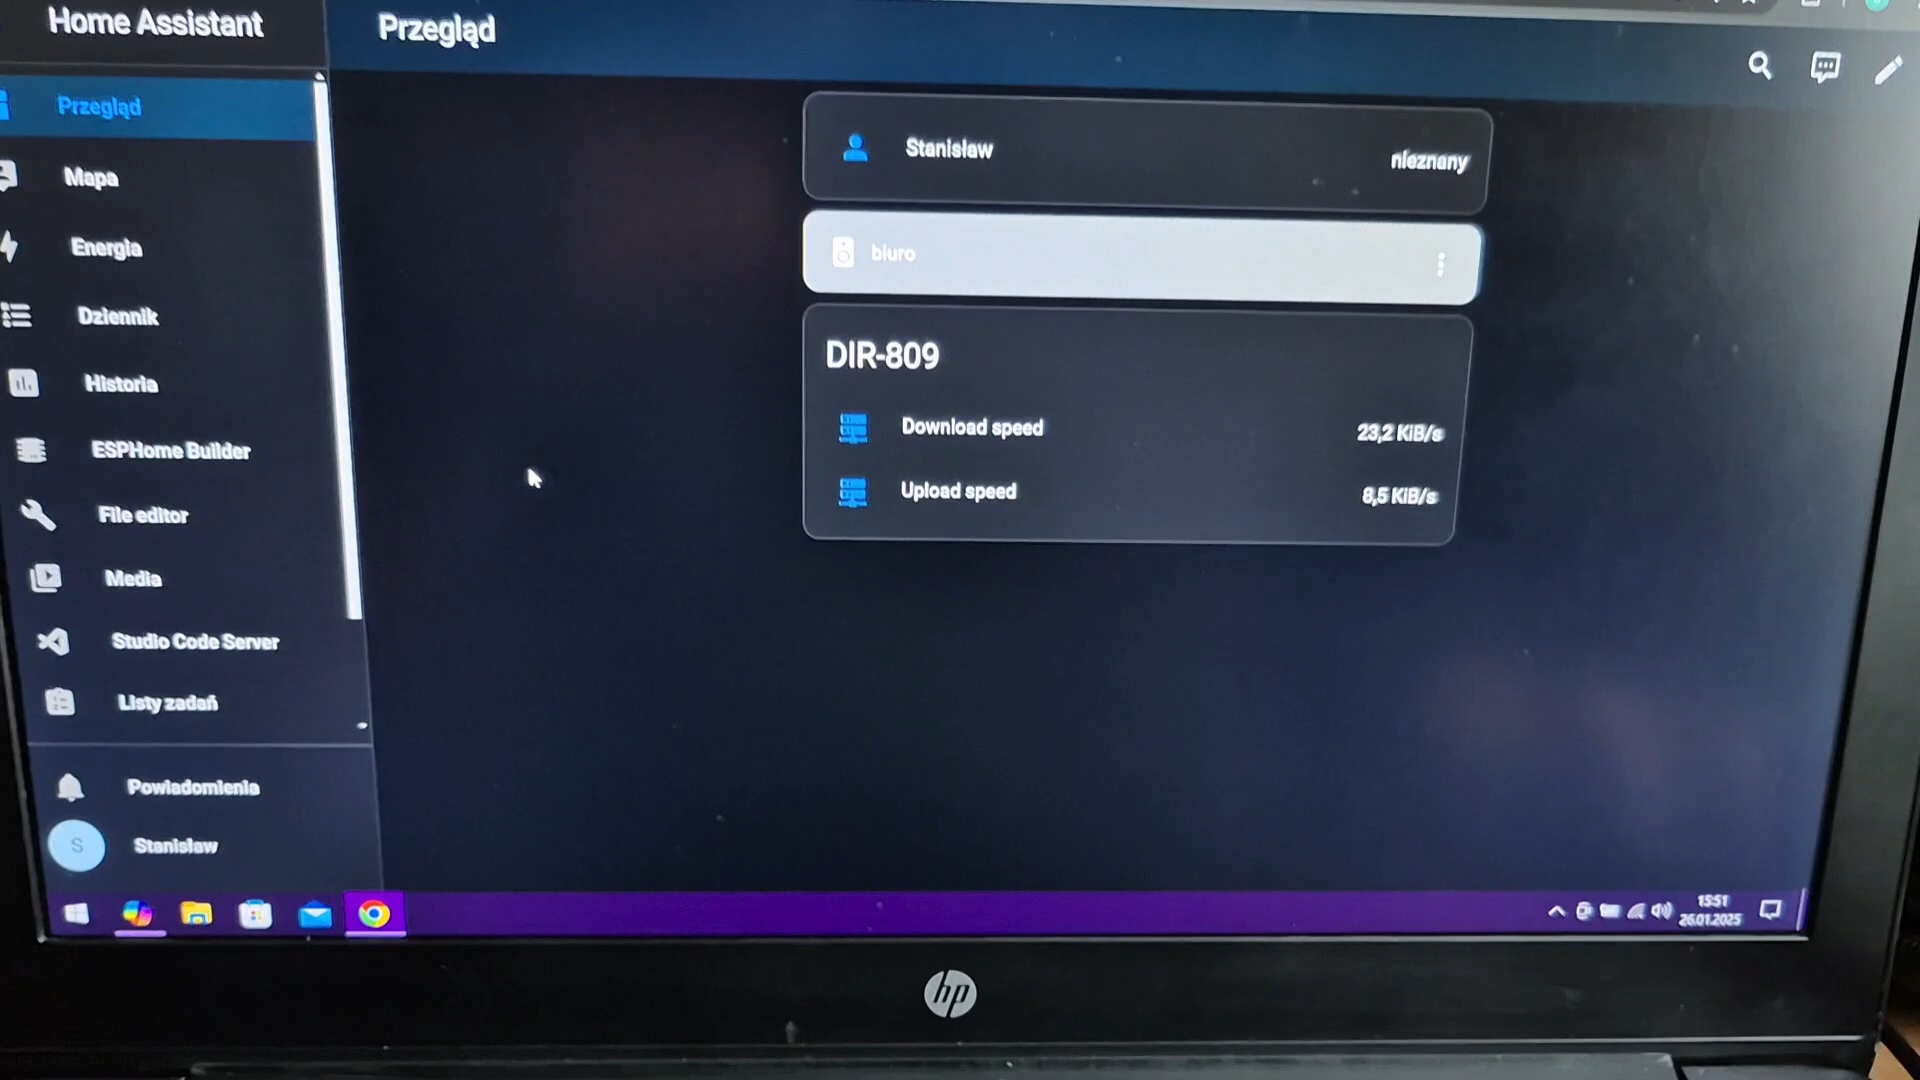 Home Assistant
Przegląd
Przegląd
Mapa
Energia
Dziennik
Historia
ESPHome Builder
File editor
Media
Studio Code Server
Listy zadań
Powiadomienia
S
Stanisław
Stanisław
nieznany
biuro
DIR-809
Download speed
23,2 KiB/s
Upload speed
8,5 KiB/s
15:51
26.01.2025
hp